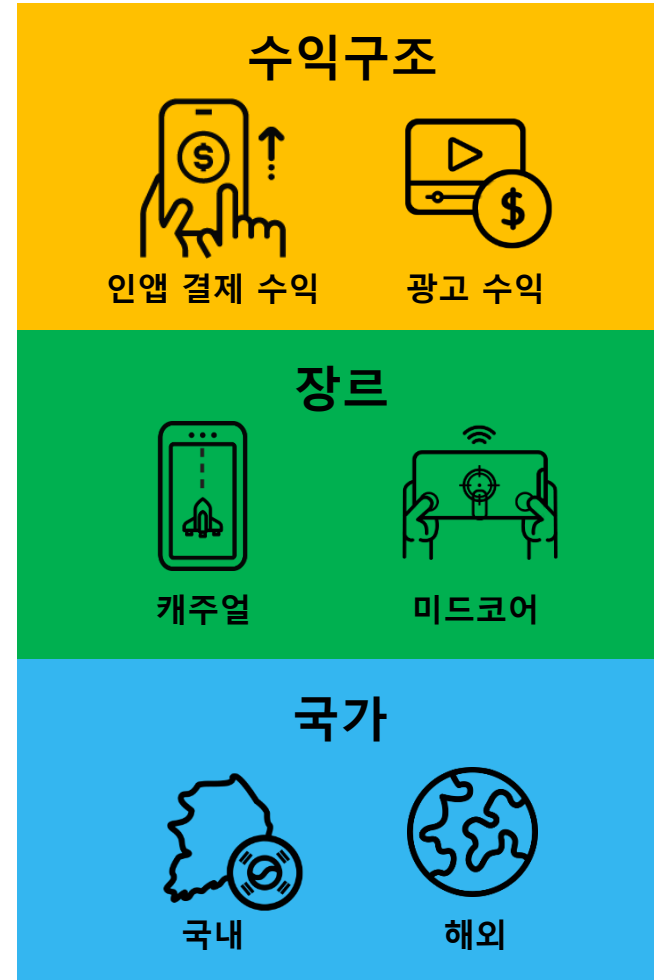 수익구조
인앱 결제 수익 광고 수익
장르
캐주얼 미드코어
국가
국내 해외